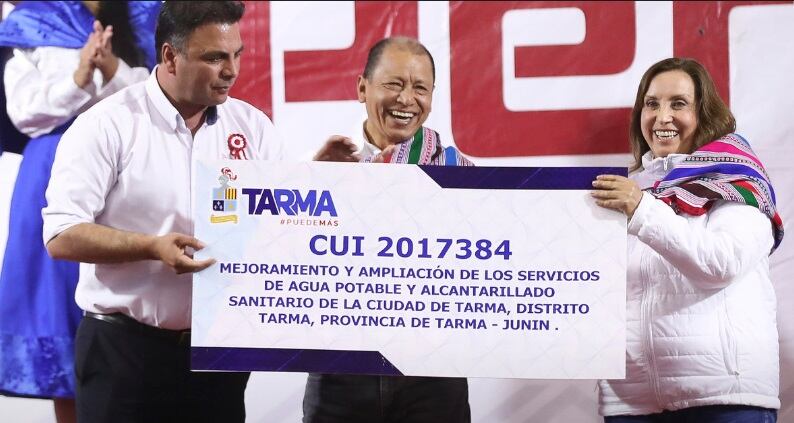 TARMA
#PUEDEMÁS
CUI 2017384
MEJORAMIENTO Y AMPLIACIÓN DE LOS SERVICIOS
DE AGUA POTABLE Y ALCANTARILLADO
SANITARIO DE LA CIUDAD DE TARMA, DISTRITO
TARMA, PROVINCIA DE TARMA - JUNIN .